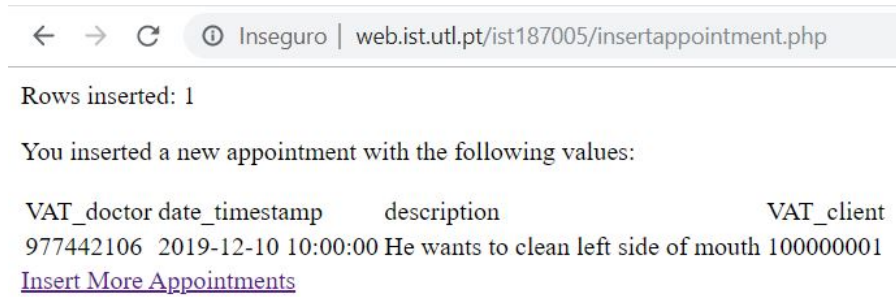 Inseguro | web.ist.utl.pt/ist187005/insertappointment.php
Rows inserted: 1
You inserted a new appointment with the following values:
VAT_doctor date_timestamp description VAT_client
977442106 2019-12-10 10:00:00 He wants to clean left side of mouth 100000001
Insert More Appointments